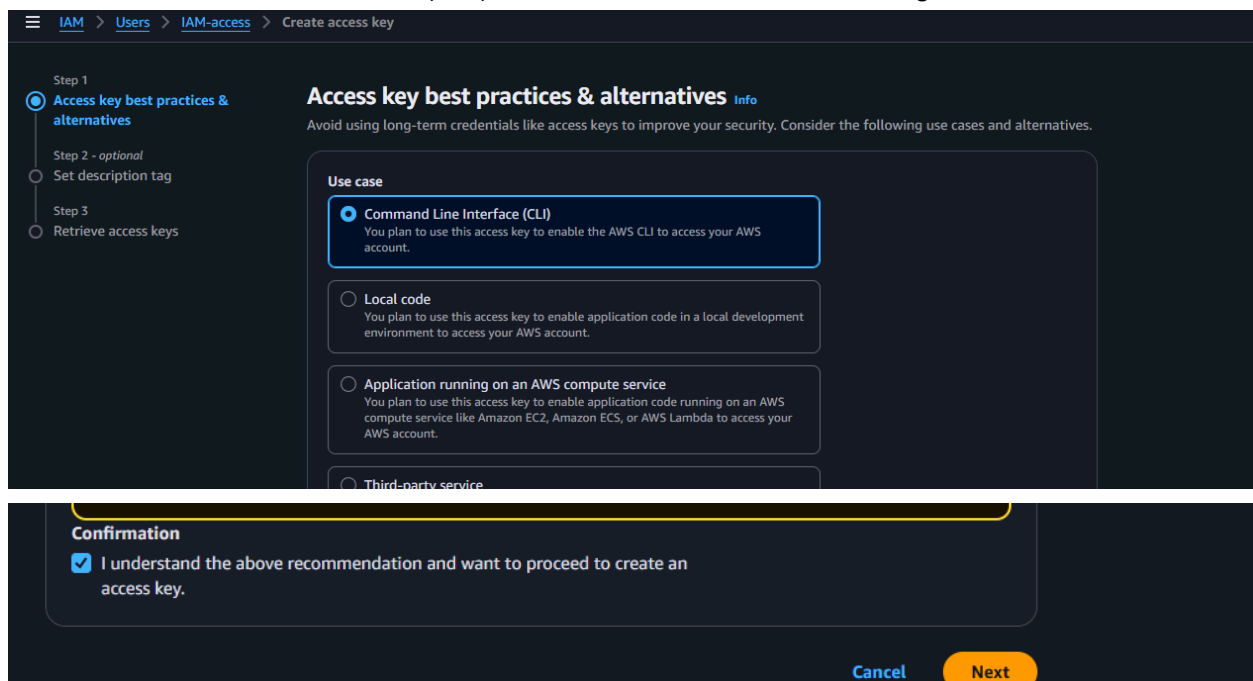 IAM > Users > IAM-access > Create access key
Step 1
Access key best practices &
alternatives
Step 2 - optional
Set description tag
Step 3
Retrieve access keys
Access key best practices & alternatives Info
Avoid using long-term credentials like access keys to improve your security. Consider the following use cases and alternatives.
Use case
Command Line Interface (CLI)
You plan to use this access key to enable the AWS CLI to access your AWS
account.
Local code
You plan to use this access key to enable application code in a local development
environment to access your AWS account.
Application running on an AWS compute service
You plan to use this access key to enable application code running on an AWS
compute service like Amazon EC2, Amazon ECS, or AWS Lambda to access your
AWS account.
Third-party service
Confirmation
I understand the above recommendation and want to proceed to create an
access key.
Cancel
Next